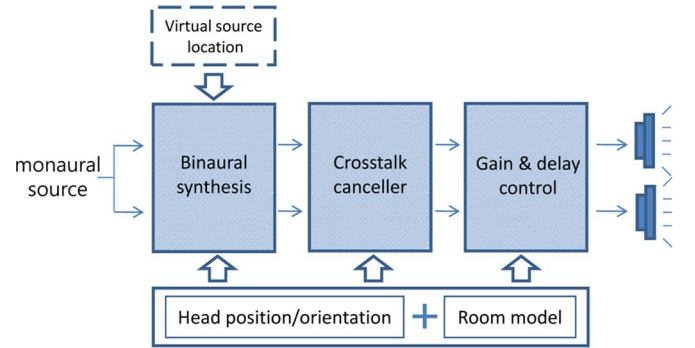 Virtual source
location
monaural
source
Binaural
synthesis
Crosstalk
canceller
Gain & delay
control
Head position/orientation + Room model